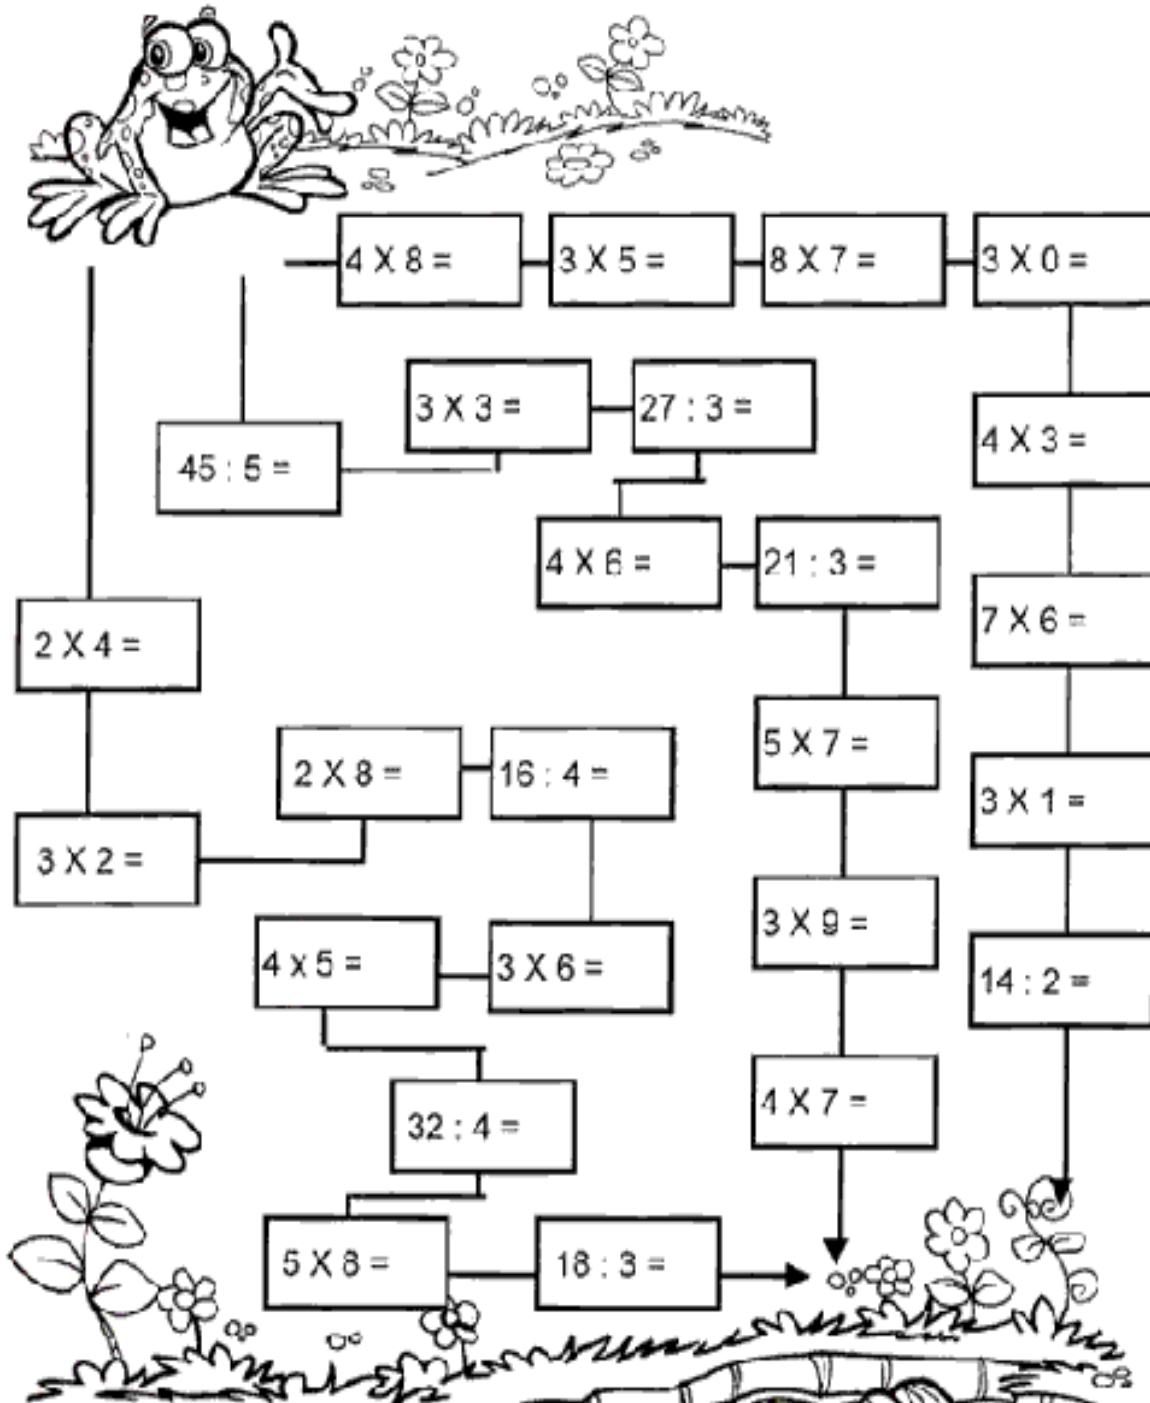 4 X 8 =
3 X 5 =
8 X 7 =
3 X 0 =
3 X 3 =
27 : 3 =
4 X 3 =
45 : 5 =
4 X 6 =
21 : 3 =
7 X 6 =
2 X 4 =
5 X 7 =
2 X 8 =
16 : 4 =
3 X 1 =
3 X 2 =
3 X 9 =
4 x 5 =
3 X 6 =
14 : 2 =
4 X 7 =
32 : 4 =
5 X 8 =
18 : 3 =